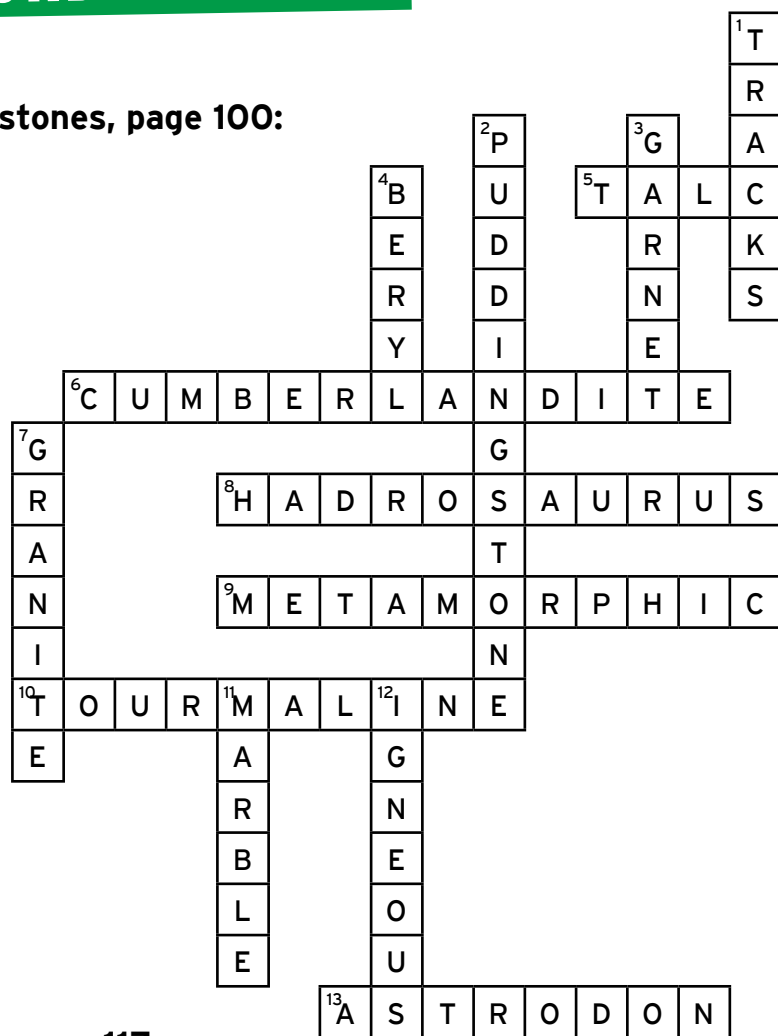 1 T
R
stones, page 100:
2 P 3 G A
4 B U 5 T A L C
E D R K
R D N S
Y I E
6 C U M B E R L A N D I T E
7 G G
R 8 H A D R O S A U R U S
A T
N 9 M E T A M O R P H I C
I N
10 T O U R 11 M A L 12 I N E
E A G
R N
B E
L O
E U
13 A S T R O D O N